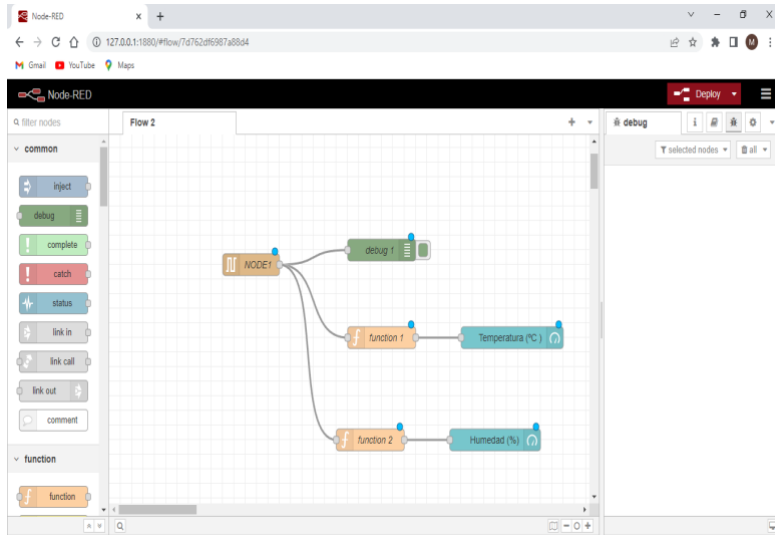 Node-RED
127.0.0.1:1880/#flow/7d762df6987a88d4
M
Gmail YouTube Maps
Node-RED
Deploy
filter nodes
Flow 2
debug
i
common
selected nodes
all
inject
debug
complete
catch
status
link in
link call
link out
comment
function
function
NODE1
debug 1
function 1
Temperatura (ºC )
function 2
Humedad (%)